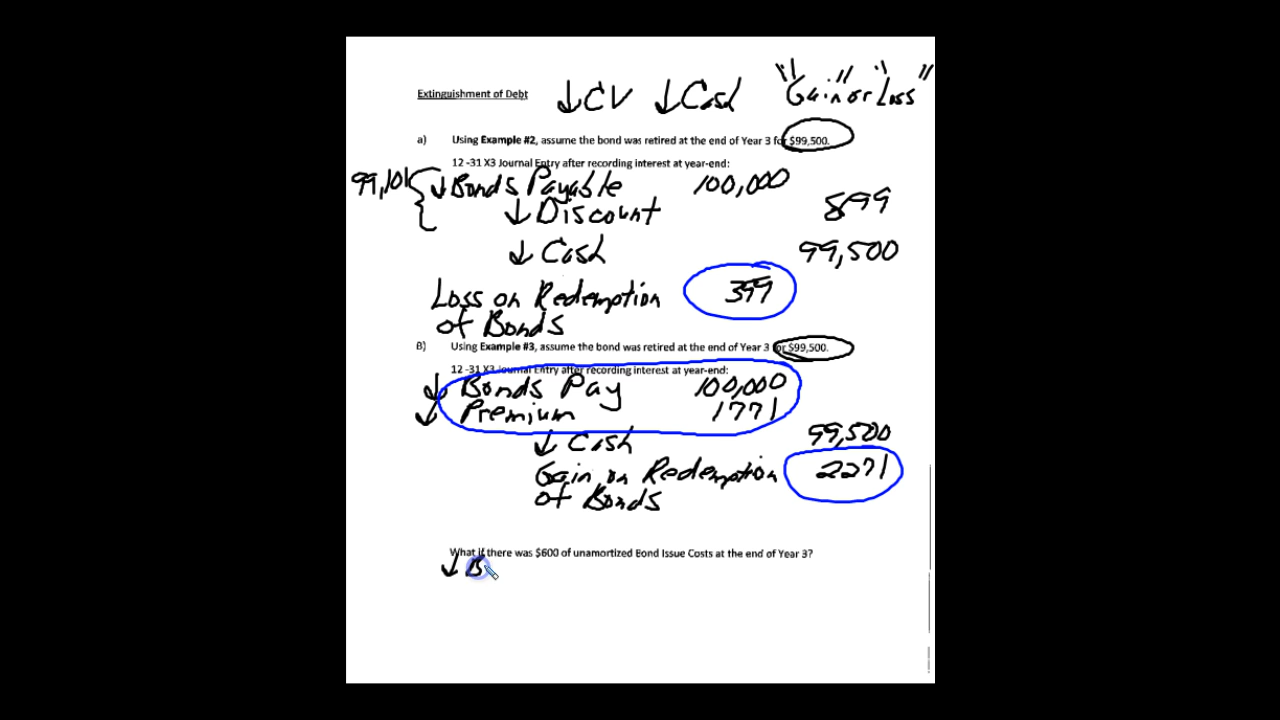 Extinguishment of Debt ↓CV ↓Cash "Gain or Loss"
a) Using Example #2, assume the bond was retired at the end of Year 3 for $99,500.
12 -31 X3 Journal Entry after recording interest at year-end:
99,101 { ↓Bonds Payable 100,000
↓Discount 899
↓ Cash 99,500
Loss on Redemption 399
of Bonds
B) Using Example #3, assume the bond was retired at the end of Year 3 for $99,500.
12 -31 X3 Journal Entry after recording interest at year-end:
↓ Bonds Pay 100,000
↓ Premium 1771
↓ Cash 99,500
Gain on Redemption 2271
of Bonds
What if there was $600 of unamortized Bond Issue Costs at the end of Year 3?
↓ B